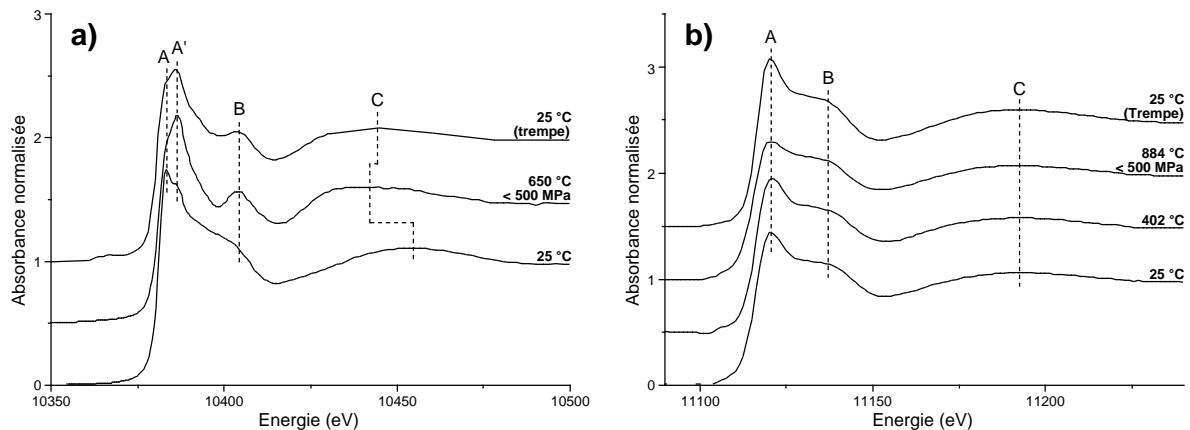 a)
3
2
1
0
Absorbance normalisée
A
A'
B
C
25 °C
(trempe)
650 °C
< 500 MPa
25 °C
10350
10400
10450
10500
Energie (eV)
b)
3
2
1
0
Absorbance normalisée
A
B
C
25 °C
(Trempe)
884 °C
< 500 MPa
402 °C
25 °C
11100
11150
11200
Energie (eV)